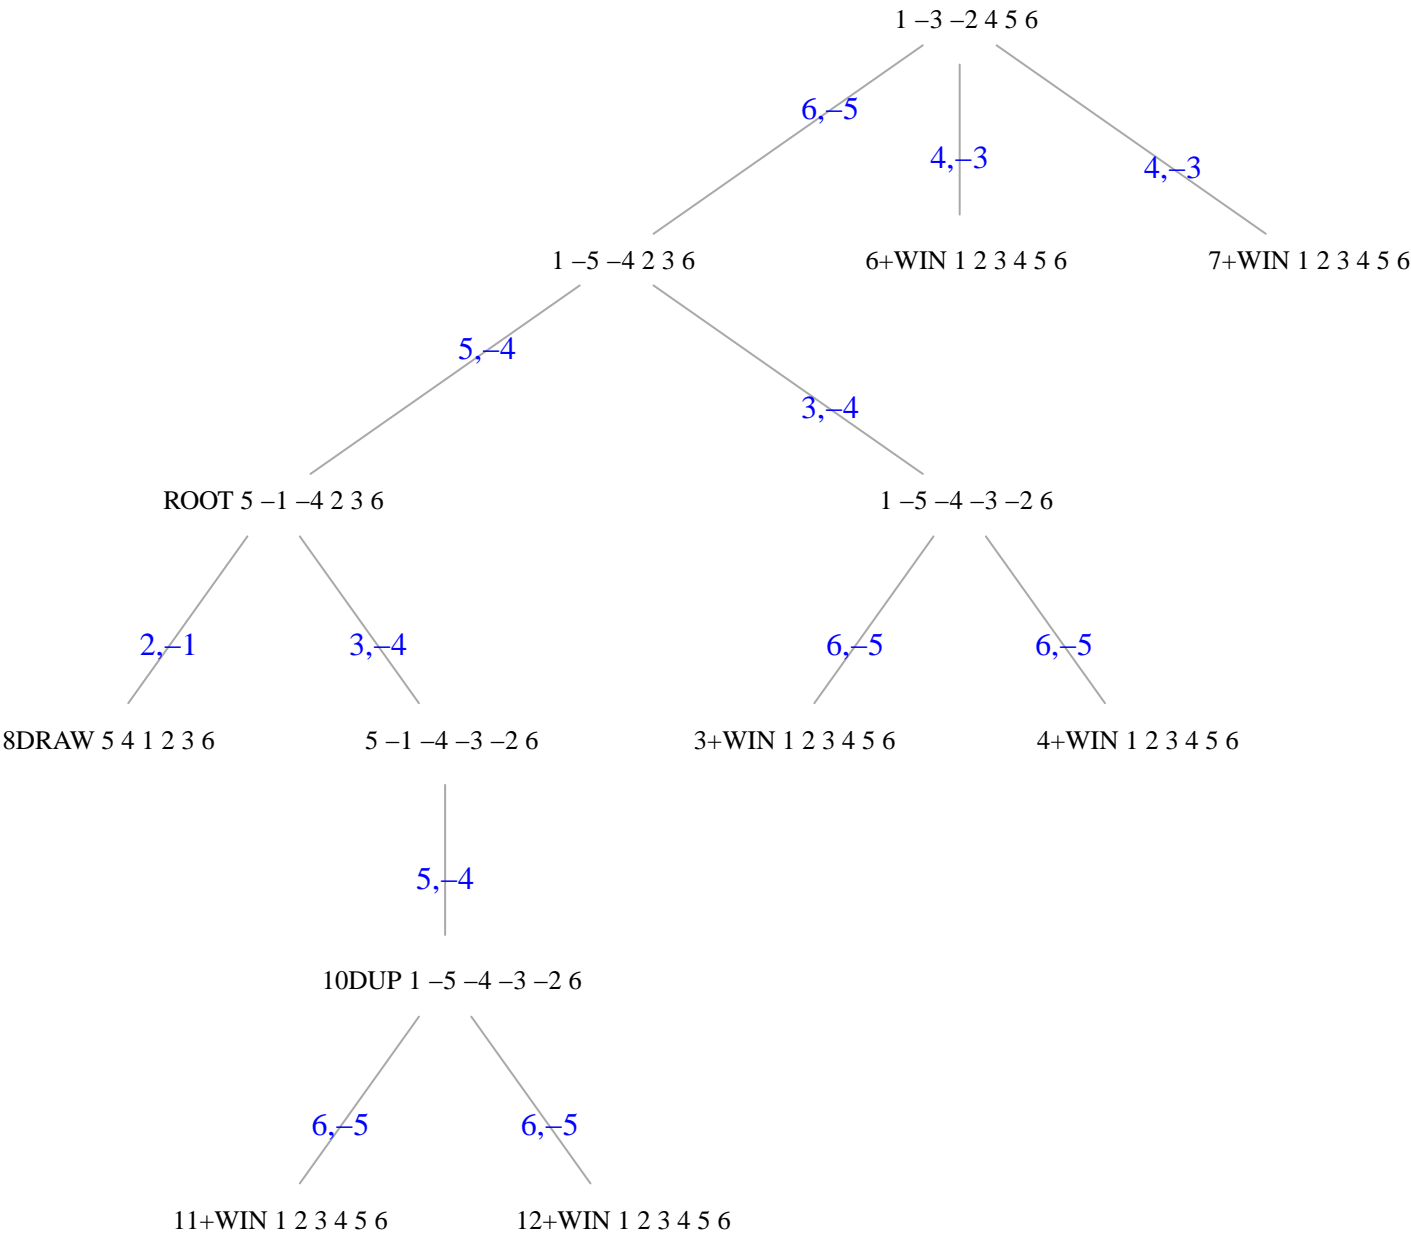 1 –3 –2 4 5 6
6,–5
4,–3
4,–3
1 –5 –4 2 3 6
6+WIN 1 2 3 4 5 6
7+WIN 1 2 3 4 5 6
5,–4
3,–4
ROOT 5 –1 –4 2 3 6
1 –5 –4 –3 –2 6
2,–1
3,–4
6,–5
6,–5
8DRAW 5 4 1 2 3 6
5 –1 –4 –3 –2 6
3+WIN 1 2 3 4 5 6
4+WIN 1 2 3 4 5 6
5,–4
10DUP 1 –5 –4 –3 –2 6
6,–5
6,–5
11+WIN 1 2 3 4 5 6
12+WIN 1 2 3 4 5 6